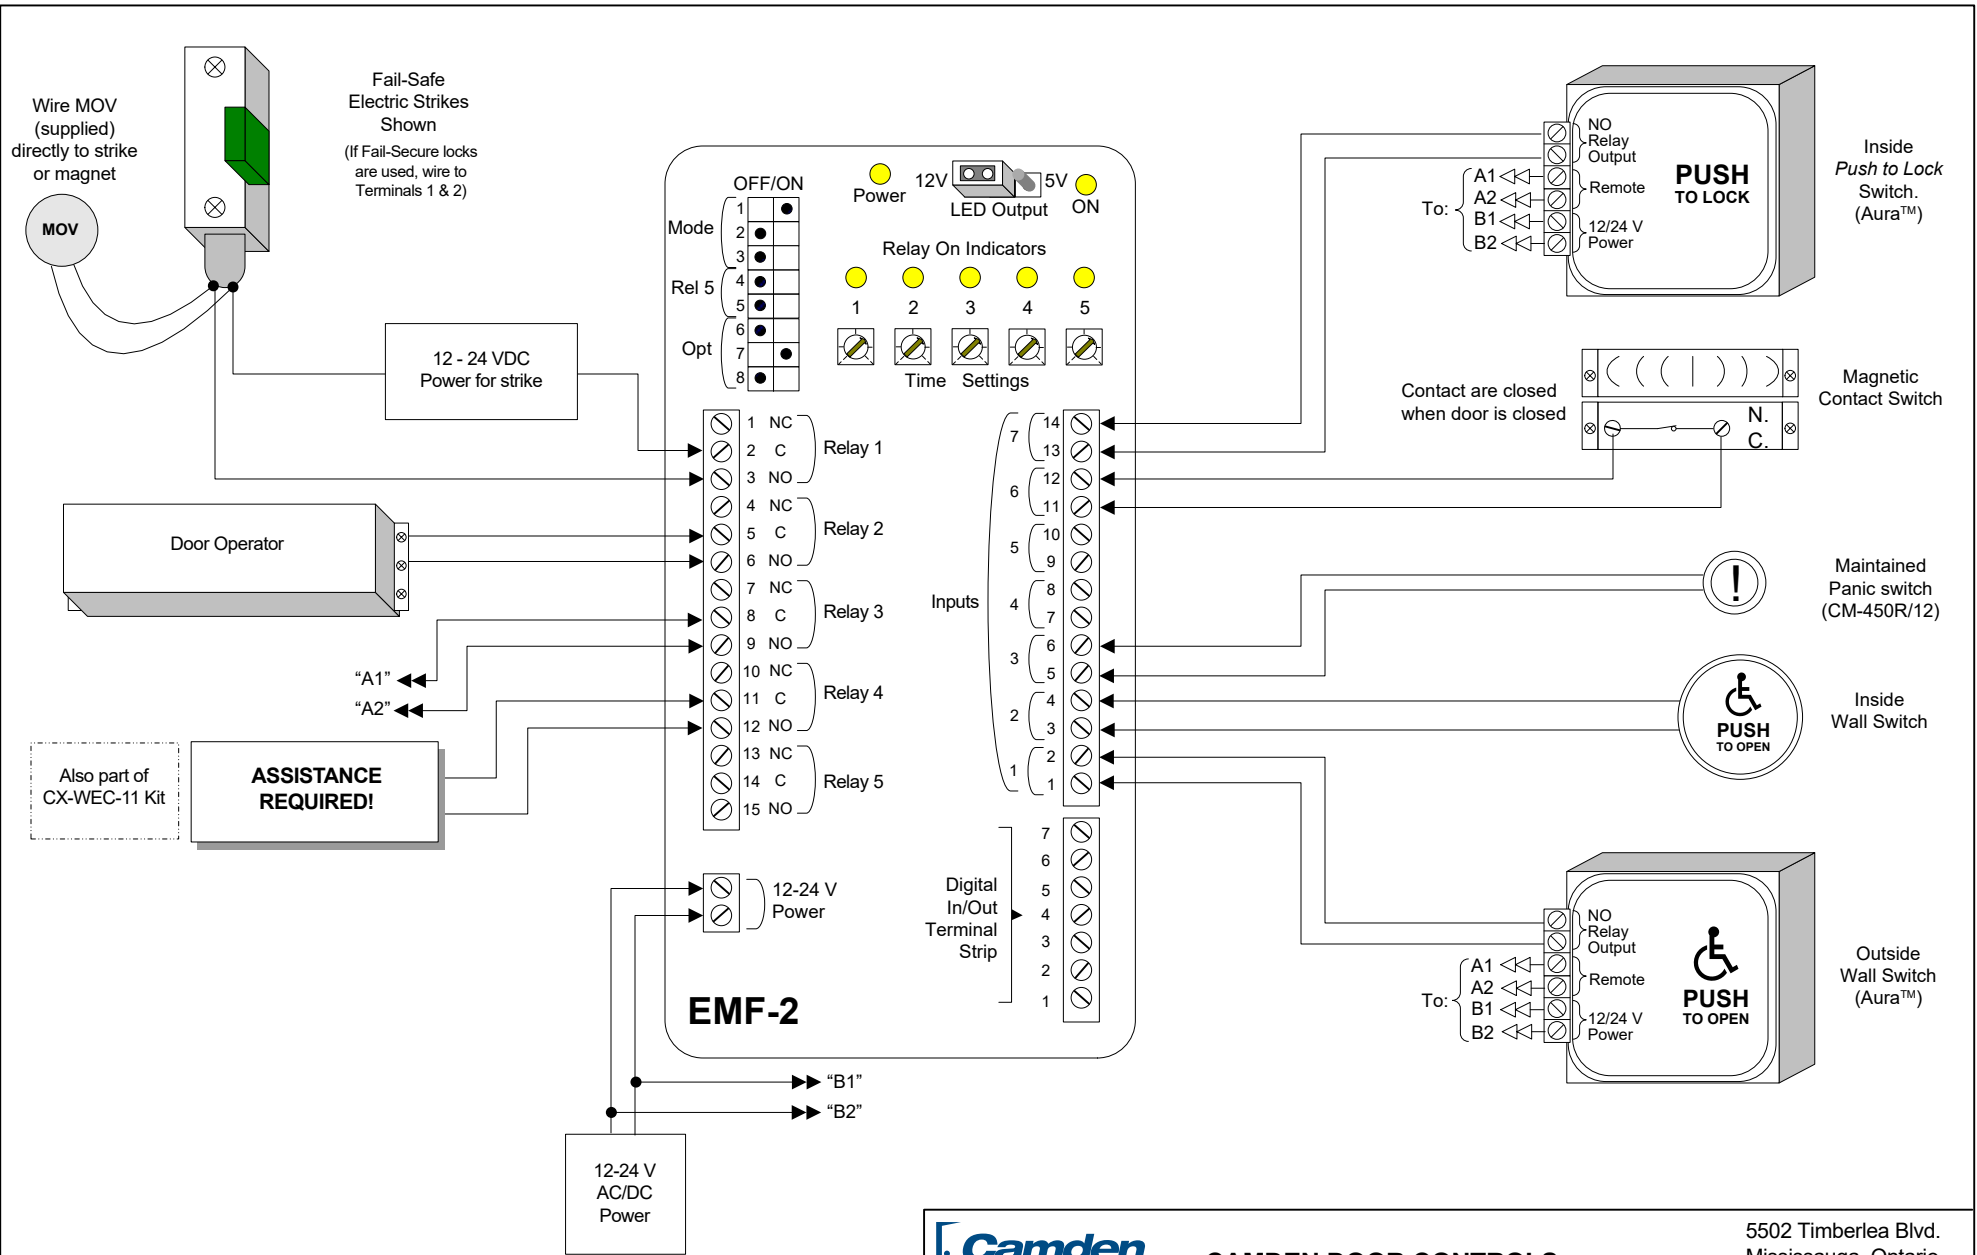 Wire MOV
(supplied)
directly to strike
or magnet
MOV
Fail-Safe
Electric Strikes
Shown
(If Fail-Secure locks
are used, wire to
Terminals 1 & 2)
12 - 24 VDC
Power for strike
Door Operator
“A1”
“A2”
Also part of
CX-WEC-11 Kit
ASSISTANCE
REQUIRED!
OFF/ON
Mode
Rel 5
Opt
1
2
3
4
5
6
7
8
Power
12V
5V
LED Output
ON
Relay On Indicators
1 2 3 4 5
Time Settings
1 NC
2 C
3 NO
Relay 1
4 NC
5 C
6 NO
Relay 2
7 NC
8 C
9 NO
Relay 3
10 NC
11 C
12 NO
Relay 4
13 NC
14 C
15 NO
Relay 5
12-24 V
Power
EMF-2
Inputs
7
14
13
6
12
11
5
10
9
4
8
7
3
6
5
2
4
3
1
2
1
Digital
In/Out
Terminal
Strip
7
6
5
4
3
2
1
“B1”
“B2”
12-24 V
AC/DC
Power
NO
Relay
Output
Remote
12/24 V
Power
To:
A1
A2
B1
B2
PUSH
TO LOCK
Inside
Push to Lock
Switch.
(Aura™)
Contact are closed
when door is closed
N.
C.
Magnetic
Contact Switch
!
Maintained
Panic switch
(CM-450R/12)
PUSH
TO OPEN
Inside
Wall Switch
NO
Relay
Output
Remote
12/24 V
Power
To:
A1
A2
B1
B2
PUSH
TO OPEN
Outside
Wall Switch
(Aura™)
Camden
CAMDEN DOOR CONTROLS
5502 Timberlea Blvd.
Mississauga, Ontario